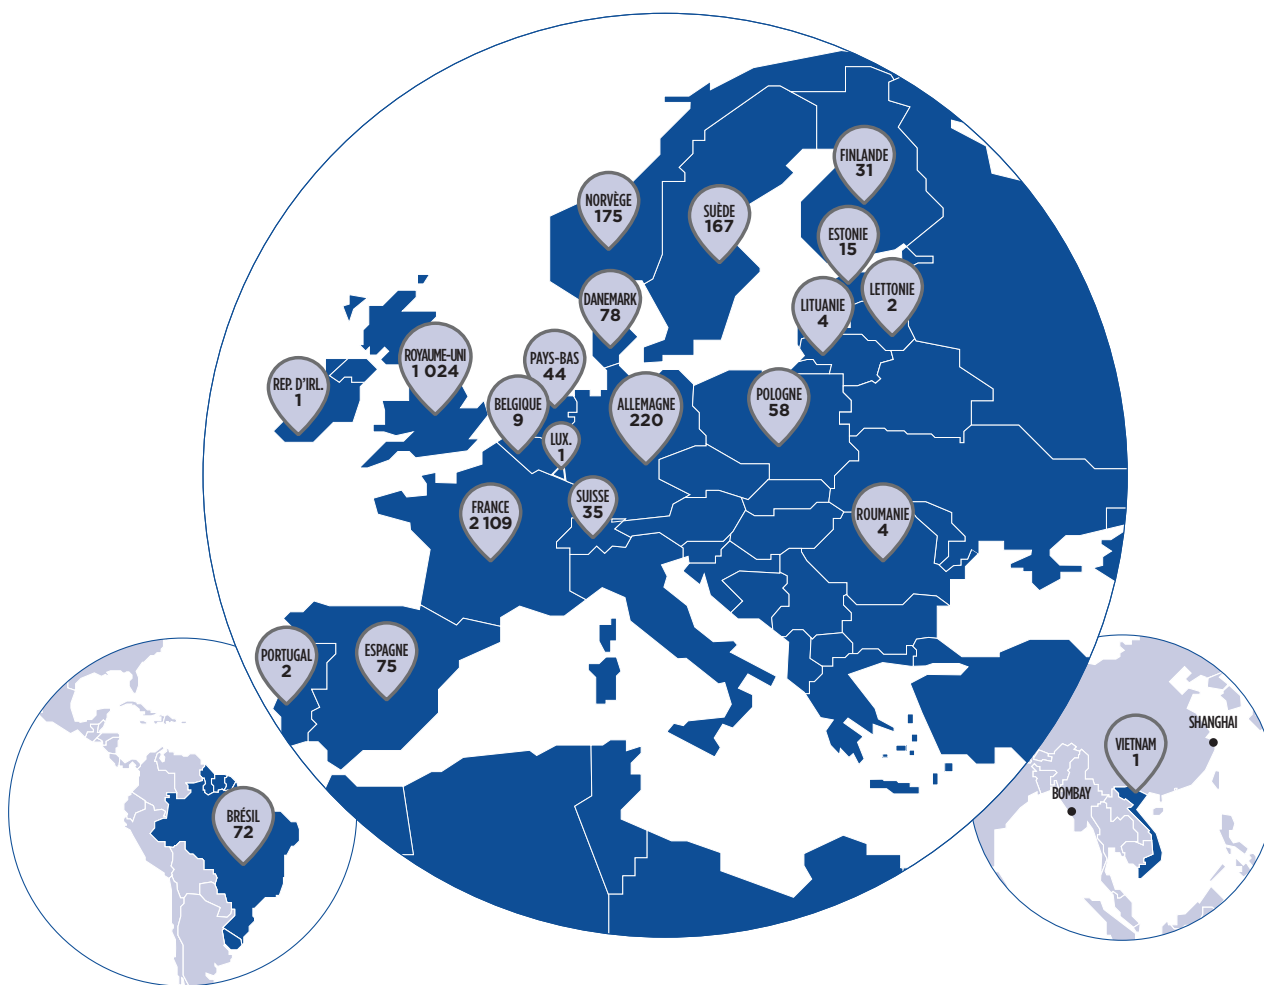 FINLANDE
31
NORVÈGE
175
SUÈDE
167
ESTONIE
15
LETTONIE
2
DANEMARK
78
LITUANIE
4
ROYAUME-UNI
1 024
PAYS-BAS
44
REP. D'IRL.
1
BELGIQUE
9
ALLEMAGNE
220
POLOGNE
58
LUX.
1
FRANCE
2 109
SUISSE
35
ROUMANIE
4
PORTUGAL
2
ESPAGNE
75
SHANGHAI
VIETNAM
1
BOMBAY
BRÉSIL
72